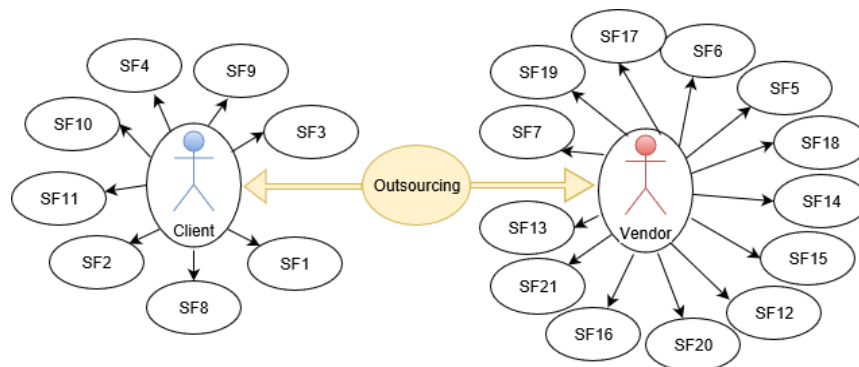 SF17
SF6
SF4
SF9
SF19
SF5
SF10
SF3
SF7
SF18
Outsourcing
SF11
SF14
Client
SF13
Vendor
SF2
SF1
SF15
SF21
SF8
SF12
SF16
SF20